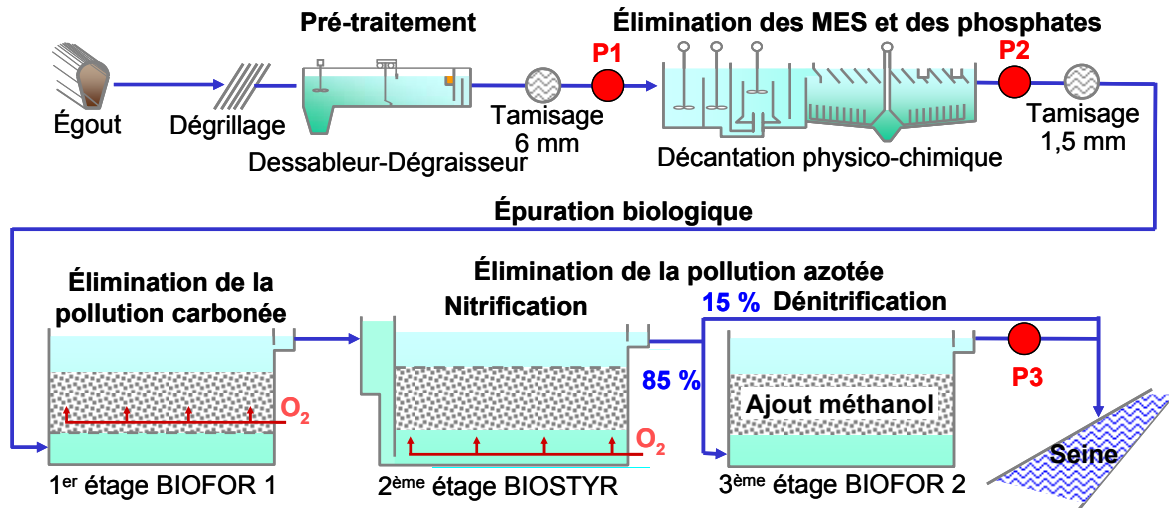 Pré-traitement
Élimination des MES et des phosphates
P1
P2
Égout
Dégrillage
Tamisage
6 mm
Tamisage
1,5 mm
Dessableur-Dégraisseur
Décantation physico-chimique
Épuration biologique
Élimination de la
pollution carbonée
Élimination de la pollution azotée
Nitrification
15 %
Dénitrification
85 %
P3
O2
O2
Ajout méthanol
Seine
1er étage BIOFOR 1
2ème étage BIOSTYR
3ème étage BIOFOR 2